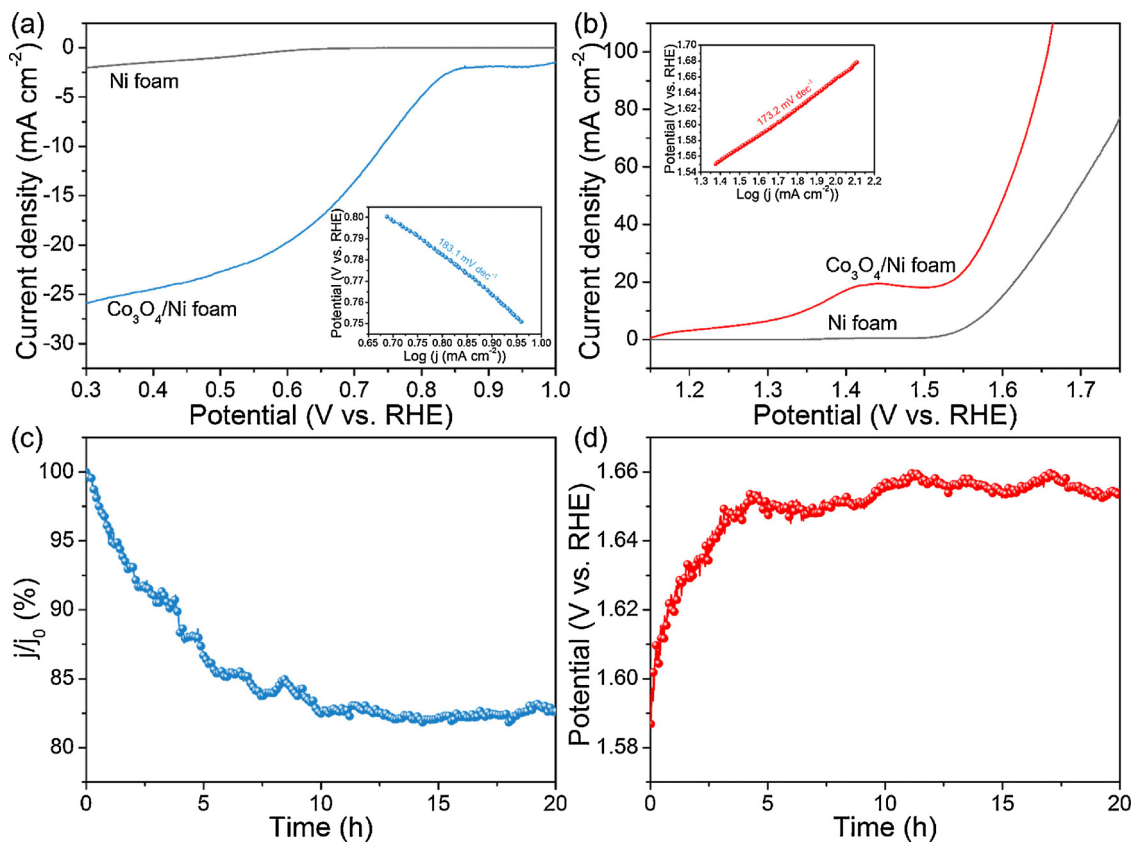 (a)
0
-5
-10
-15
-20
-25
-30
Current density (mA cm⁻²)
Ni foam
Co₃O₄/Ni foam
0.3 0.4 0.5 0.6 0.7 0.8 0.9 1.0
Potential (V vs. RHE)
0.80
0.79
0.78
0.76
0.75
Potential (V vs. RHE)
183.1 mV dec⁻¹
0.65 0.70 0.75 0.80 0.85 0.90 0.95 1.00
Log (j (mA cm⁻²))
(b)
100
80
60
40
20
0
Current density (mA cm⁻²)
1.70
1.68
1.66
1.64
1.62
1.60
1.58
1.56
1.54
Potential (V vs. RHE)
173.2 mV dec⁻¹
1.3 1.4 1.5 1.6 1.7 1.8 1.9 2.0 2.1 2.2
Log (j (mA cm⁻²))
Co₃O₄/Ni foam
Ni foam
1.2 1.3 1.4 1.5 1.6 1.7
Potential (V vs. RHE)
(c)
100
95
90
85
80
j/j₀ (%)
0 5 10 15 20
Time (h)
(d)
1.66
1.64
1.62
1.60
1.58
Potential (V vs. RHE)
0 5 10 15 20
Time (h)